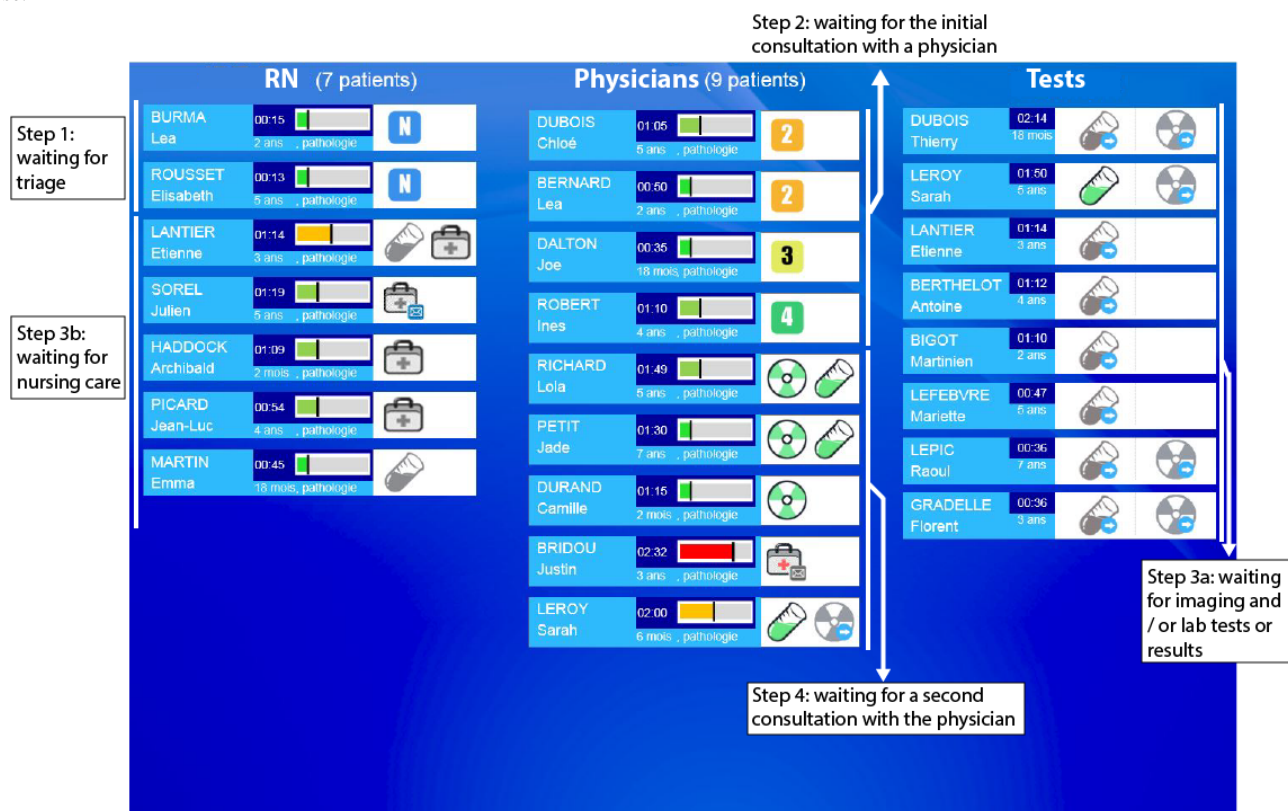 Step 2: waiting for the initial
consultation with a physician
RN (7 patients)
Physicians (9 patients)
Tests
Step 1:
waiting for
triage
Step 3b:
waiting for
nursing care
BURMA 00:15 N
Lea 2 ans , pathologie
ROUSSET 00:13 N
Elisabeth 5 ans , pathologie
LANTIER 01:14
Etienne 3 ans , pathologie
SOREL 01:19
Julien 5 ans , pathologie
HADDOCK 01:09
Archibald 2 mois , pathologie
PICARD 00:54
Jean-Luc 4 ans , pathologie
MARTIN 00:45
Emma 18 mois, pathologie
DUBOIS 01:05 2
Chloé 5 ans , pathologie
BERNARD 00:50 2
Lea 2 ans , pathologie
DALTON 00:35 3
Joe 18 mois, pathologie
ROBERT 01:10 4
Ines 4 ans , pathologie
RICHARD 01:49
Lola 5 ans , pathologie
PETIT 01:30
Jade 7 ans , pathologie
DURAND 01:15
Camille 2 mois , pathologie
BRIDOU 02:32
Justin 3 ans , pathologie
LEROY 02:00
Sarah 6 mois , pathologie
DUBOIS 02:14
Thierry 18 mois
LEROY 01:50
Sarah 5 ans
LANTIER 01:14
Etienne 3 ans
BERTHELOT 01:12
Antoine 4 ans
BIGOT 01:10
Martinien 2 ans
LEFEBVRE 00:47
Mariette 5 ans
LEPIC 00:36
Raoul 7 ans
GRADELLE 00:36
Florent 3 ans
Step 3a: waiting
for imaging and
/ or lab tests or
results
Step 4: waiting for a second
consultation with the physician